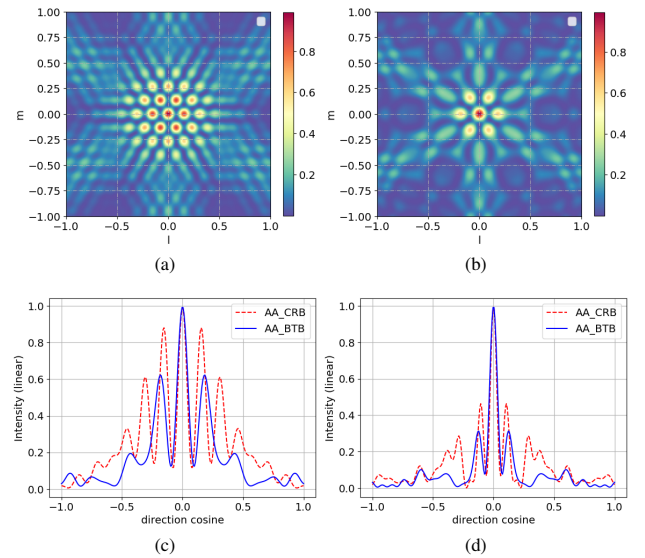 1.00
0.75
0.50
0.25
0.00
−0.25
−0.50
−0.75
−1.00
m
−1.0 −0.5 0.0 0.5 1.0
l
0.8
0.6
0.4
0.2
(a)
1.00
0.75
0.50
0.25
0.00
−0.25
−0.50
−0.75
−1.00
m
−1.0 −0.5 0.0 0.5 1.0
l
0.8
0.6
0.4
0.2
(b)
1.0
0.8
0.6
0.4
0.2
0.0
Intensity (linear)
AA_CRB
AA_BTB
−1.0 −0.5 0.0 0.5 1.0
direction cosine
(c)
1.0
0.8
0.6
0.4
0.2
0.0
Intensity (linear)
AA_CRB
AA_BTB
−1.0 −0.5 0.0 0.5 1.0
direction cosine
(d)